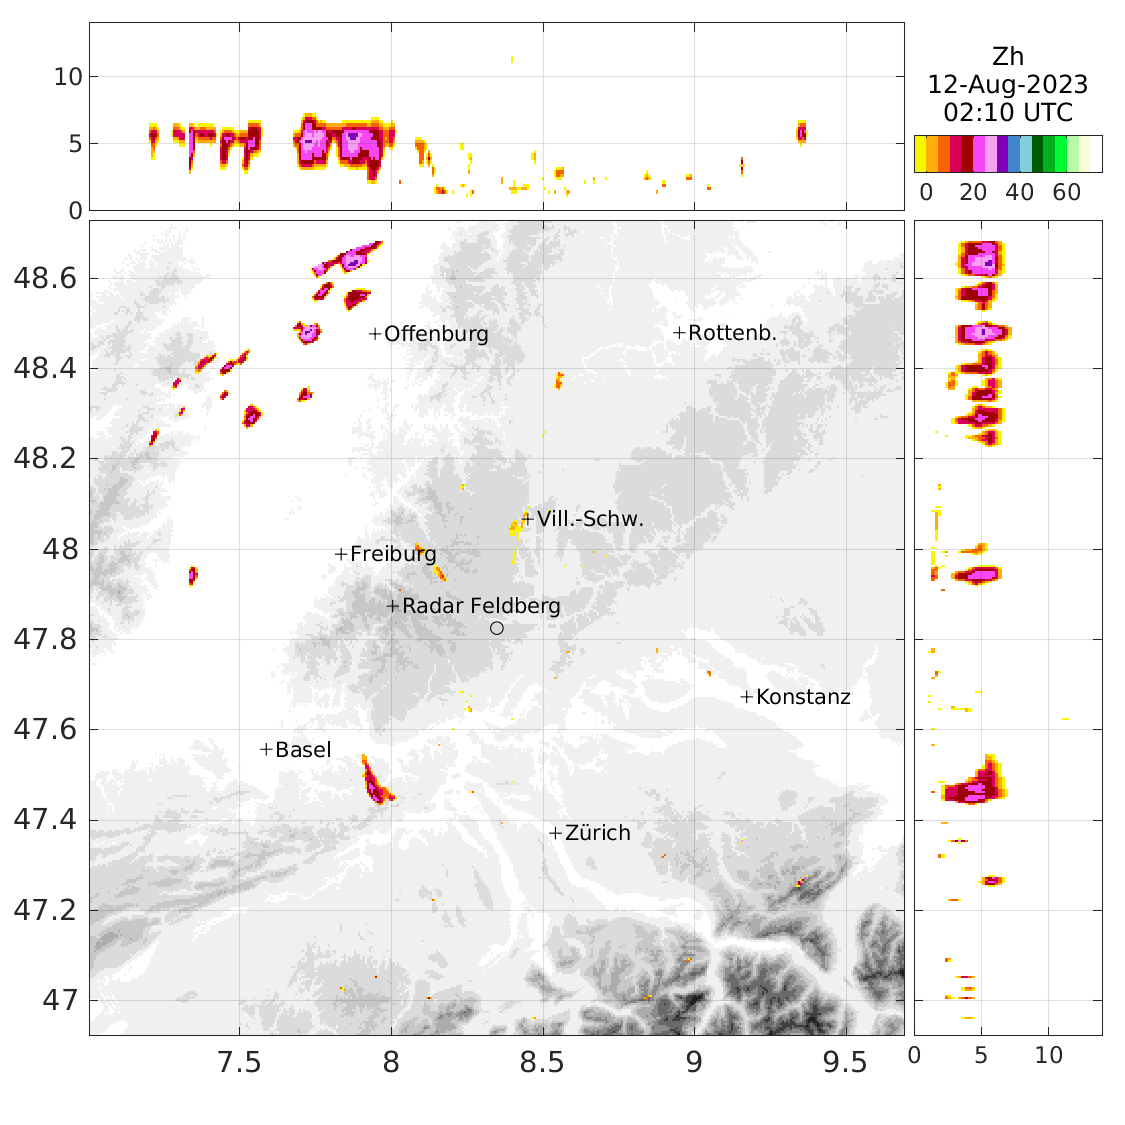 Zh
12-Aug-2023
02:10 UTC
0 20 40 60
10
5
0
48.6
48.4
48.2
48
47.8
47.6
47.4
47.2
47
Offenburg
Rottenb.
Vill.-Schw.
Freiburg
Radar Feldberg
Konstanz
Basel
Zürich
7.5 8 8.5 9 9.5
0 5 10